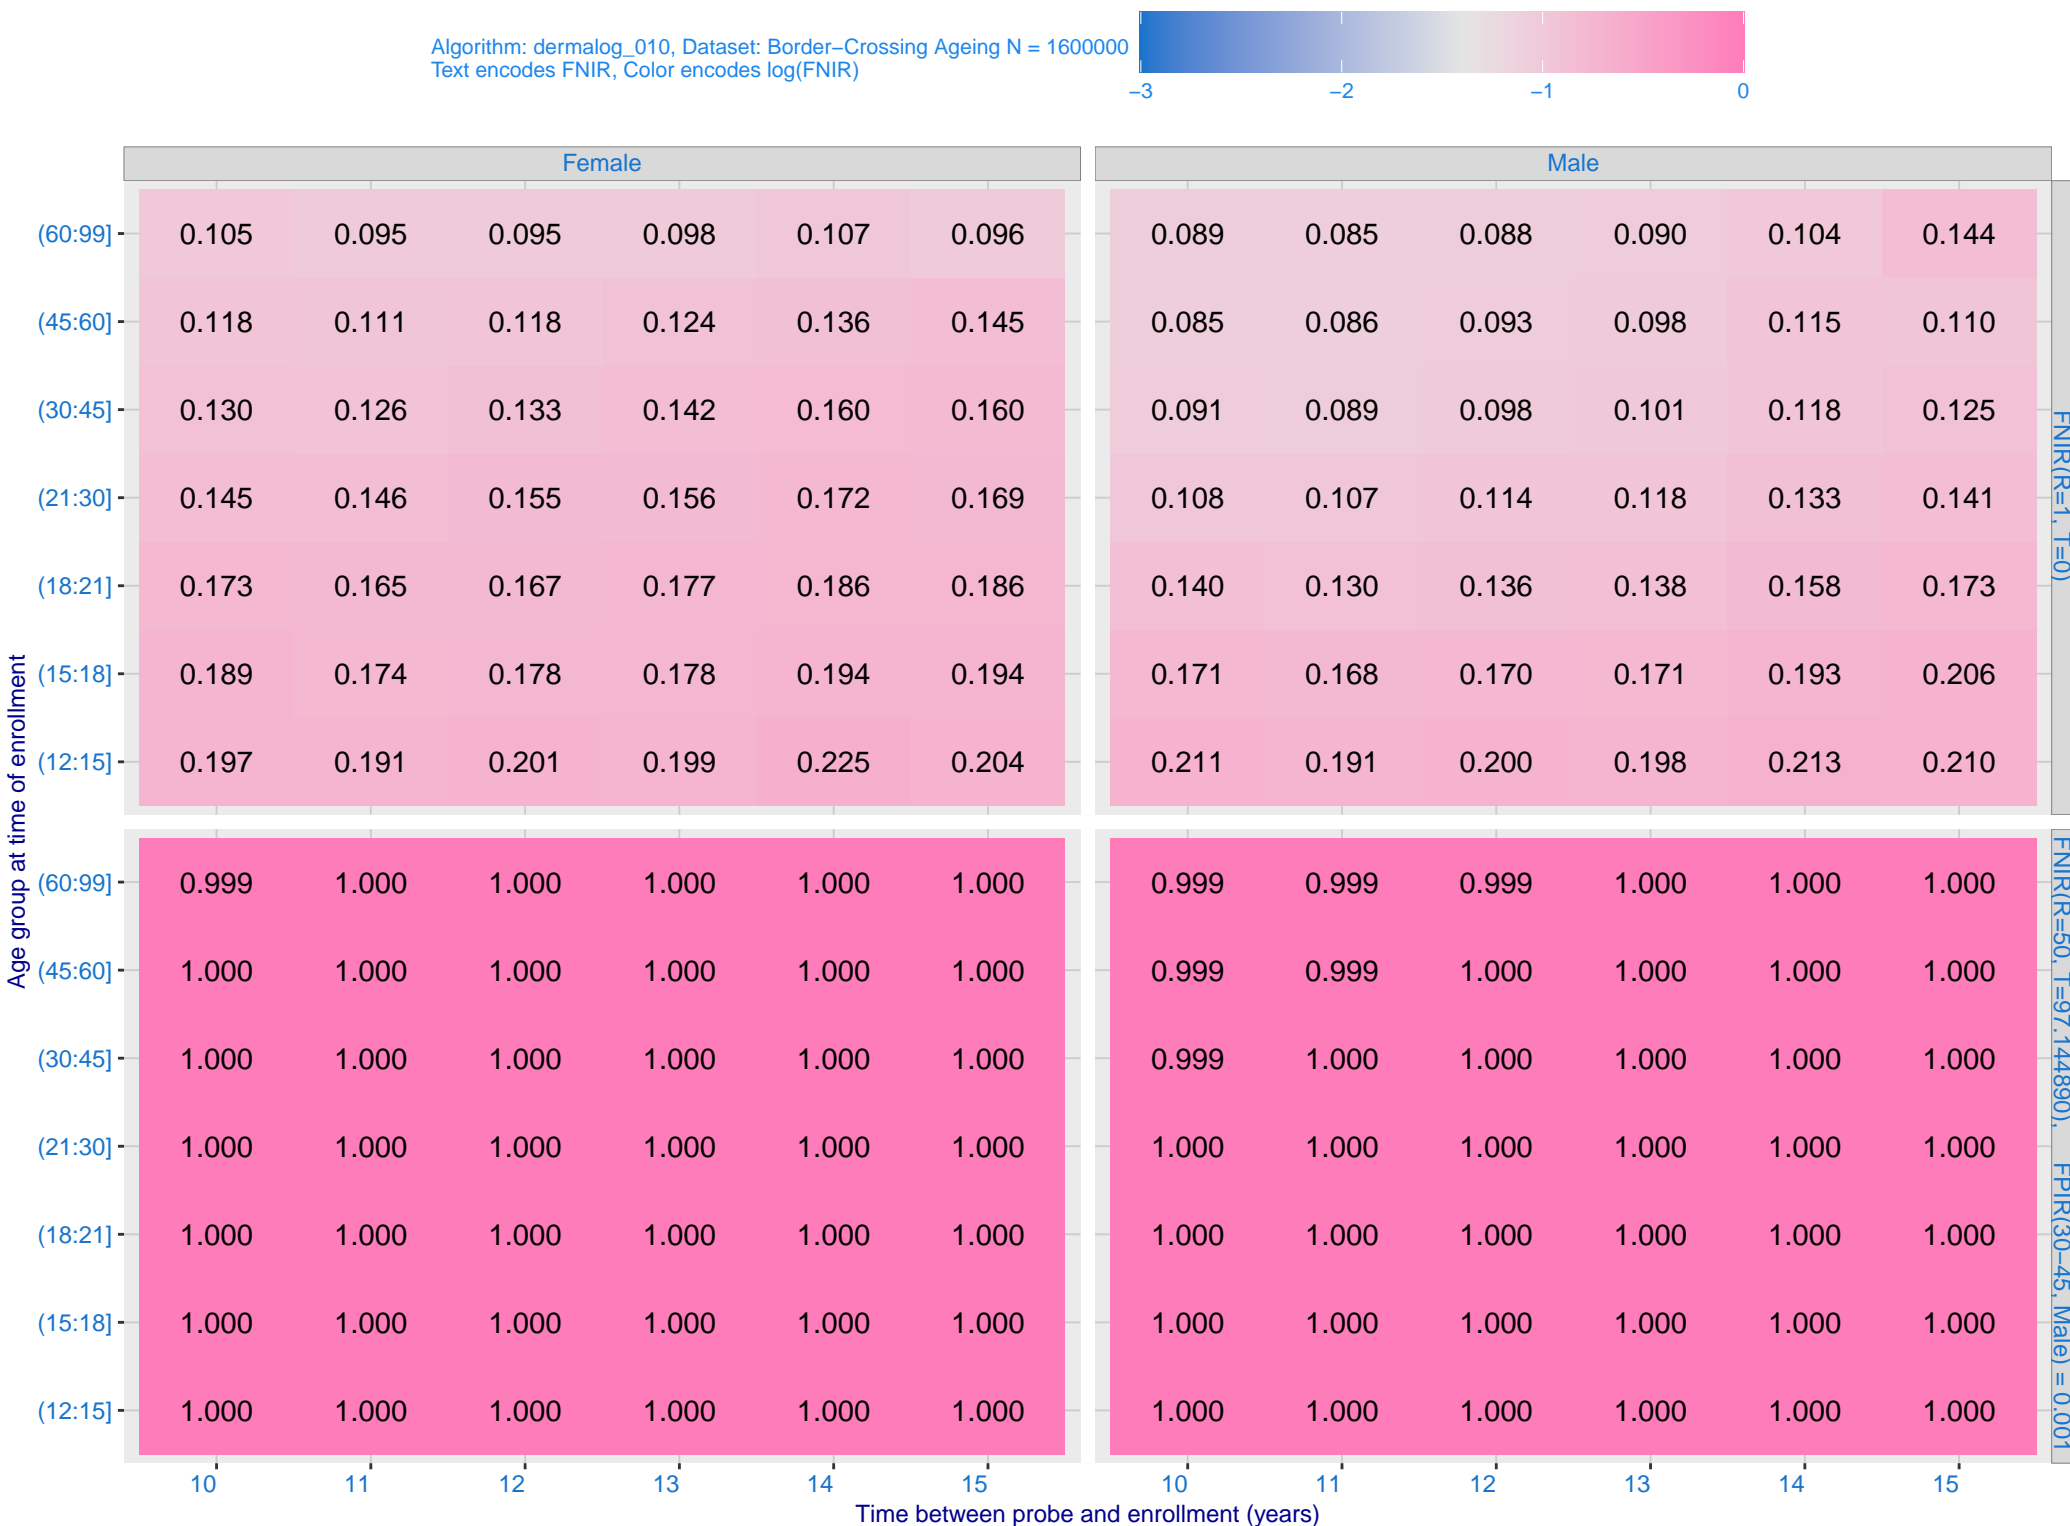 Algorithm: dermalog_010, Dataset: Border−Crossing Ageing N = 1600000
Text encodes FNIR, Color encodes log(FNIR)
−3 −2 −1 0
Female Male
(60:99] 0.105 0.095 0.095 0.098 0.107 0.096 0.089 0.085 0.088 0.090 0.104 0.144
(45:60] 0.118 0.111 0.118 0.124 0.136 0.145 0.085 0.086 0.093 0.098 0.115 0.110
(30:45] 0.130 0.126 0.133 0.142 0.160 0.160 0.091 0.089 0.098 0.101 0.118 0.125
(21:30] 0.145 0.146 0.155 0.156 0.172 0.169 0.108 0.107 0.114 0.118 0.133 0.141
(18:21] 0.173 0.165 0.167 0.177 0.186 0.186 0.140 0.130 0.136 0.138 0.158 0.173
(15:18] 0.189 0.174 0.178 0.178 0.194 0.194 0.171 0.168 0.170 0.171 0.193 0.206
(12:15] 0.197 0.191 0.201 0.199 0.225 0.204 0.211 0.191 0.200 0.198 0.213 0.210
FNIR(R=1, T=0)
Age group at time of enrollment
(60:99] 0.999 1.000 1.000 1.000 1.000 1.000 0.999 0.999 0.999 1.000 1.000 1.000
(45:60] 1.000 1.000 1.000 1.000 1.000 1.000 0.999 0.999 1.000 1.000 1.000 1.000
(30:45] 1.000 1.000 1.000 1.000 1.000 1.000 0.999 1.000 1.000 1.000 1.000 1.000
(21:30] 1.000 1.000 1.000 1.000 1.000 1.000 1.000 1.000 1.000 1.000 1.000 1.000
(18:21] 1.000 1.000 1.000 1.000 1.000 1.000 1.000 1.000 1.000 1.000 1.000 1.000
(15:18] 1.000 1.000 1.000 1.000 1.000 1.000 1.000 1.000 1.000 1.000 1.000 1.000
(12:15] 1.000 1.000 1.000 1.000 1.000 1.000 1.000 1.000 1.000 1.000 1.000 1.000
FNIR(R=50, T=97.144890), FPIR(30−45, Male) = 0.001
10 11 12 13 14 15 10 11 12 13 14 15
Time between probe and enrollment (years)